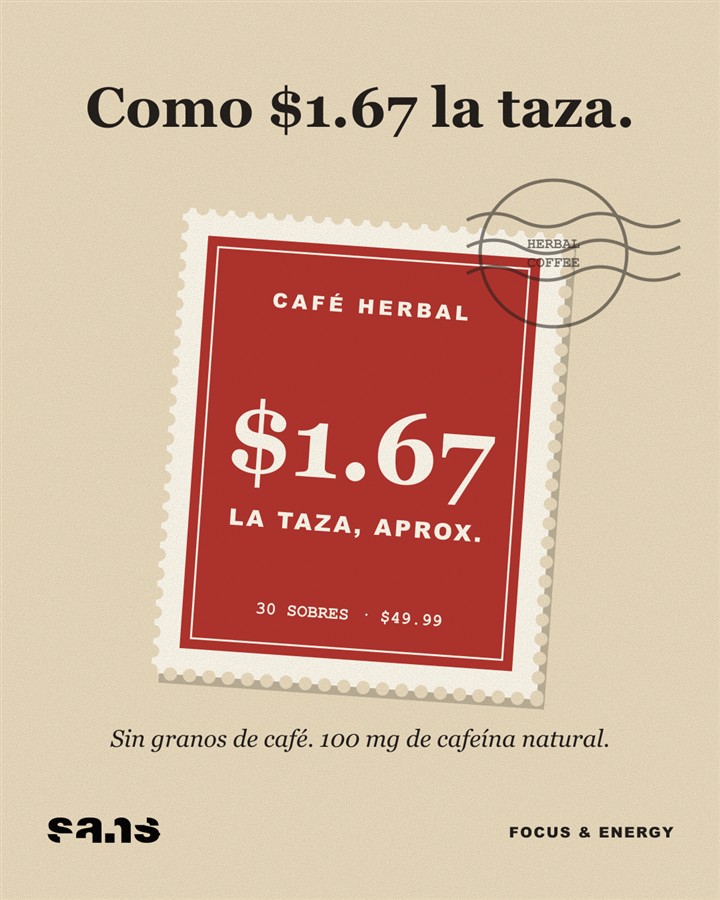 Como $1.67 la taza.
HERBAL
COFFEE
CAFÉ HERBAL
$1.67
LA TAZA, APROX.
30 SOBRES · $49.99
Sin granos de café. 100 mg de cafeína natural.
sans
FOCUS & ENERGY